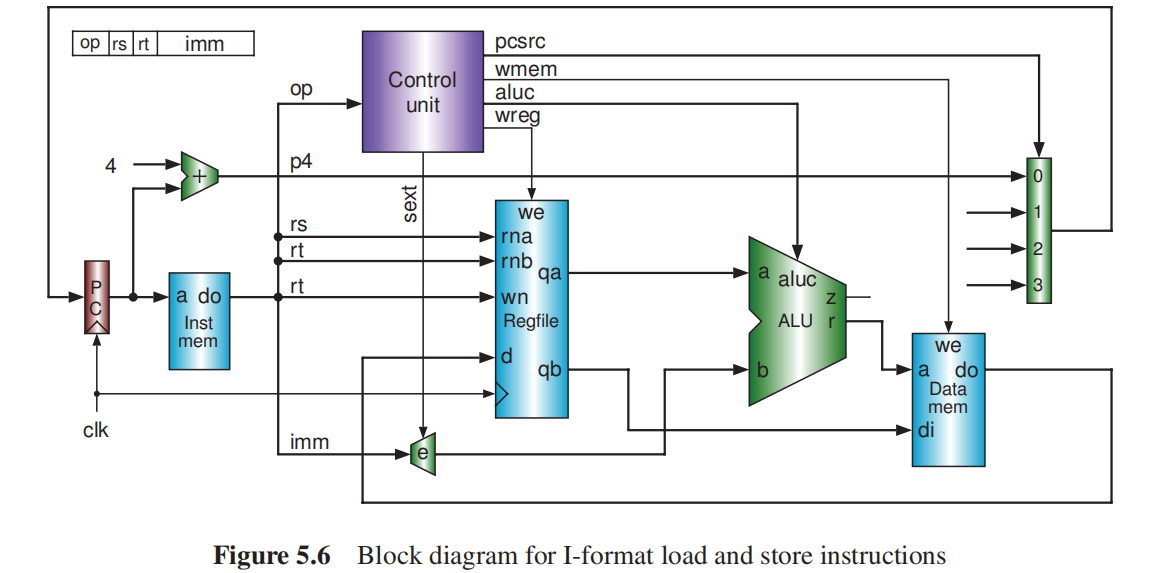 op rs rt imm
Control
unit
pcsrc
wmem
aluc
wreg
op
4
+
p4
sext
rs
rt
rt
imm
P
C
a do
Inst
mem
clk
we
rna
rnb
qa
wn
Regfile
d
qb
e
a aluc
z
ALU r
b
we
a do
Data
mem
di
0
1
2
3
Figure 5.6 Block diagram for I-format load and store instructions